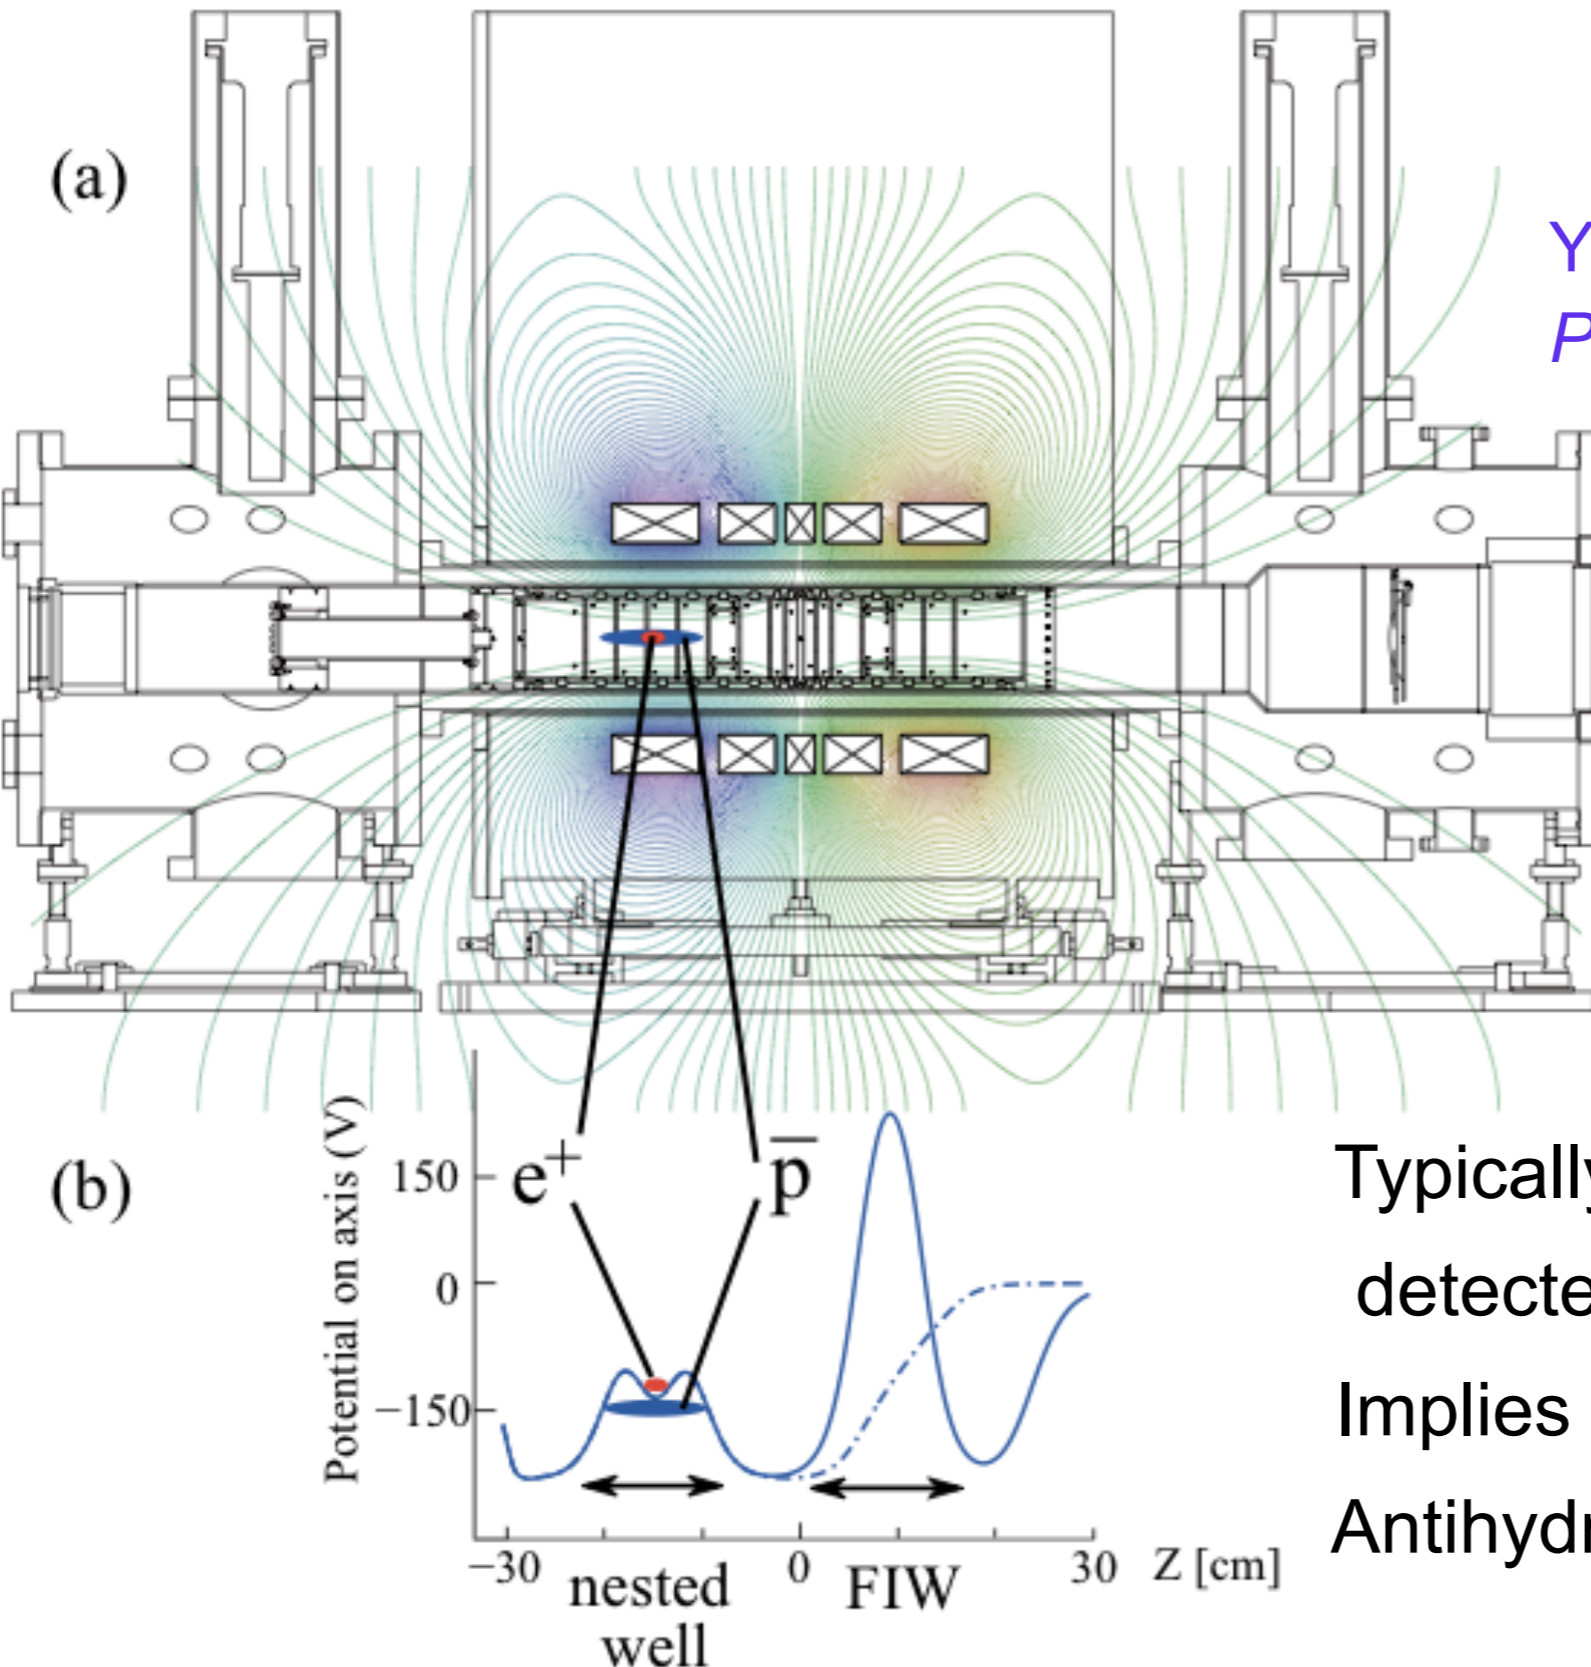 (a)
Y
P
(b)
Potential on axis (V)
150
0
−150
e+
p̅
−30
0
30
Z [cm]
nested
well
FIW
Typically
detecte
Implies
Antihydr